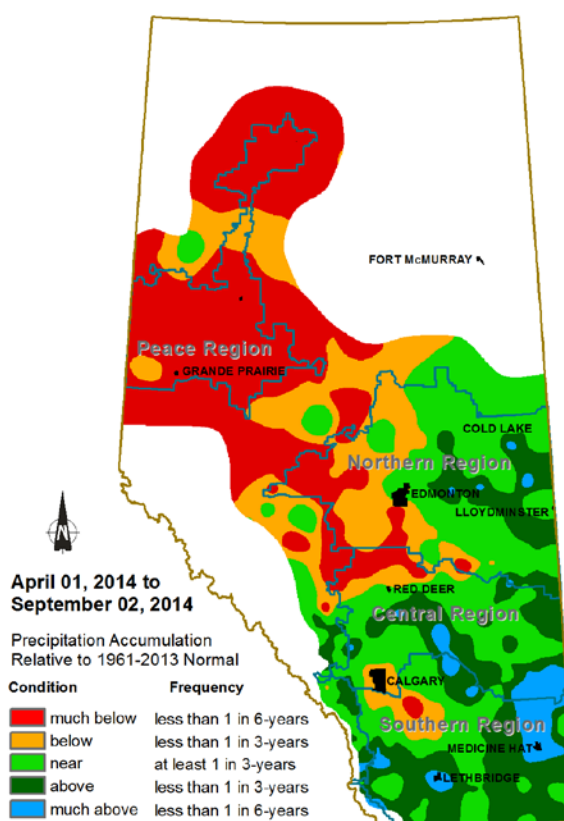 FORT McMURRAY
Peace Region
GRANDE PRAIRIE
COLD LAKE
Northern Region
EDMONTON
LLOYDMINSTER
N
April 01, 2014 to
September 02, 2014
RED DEER
Central Region
Precipitation Accumulation
Relative to 1961-2013 Normal
CALGARY
Condition Frequency
much below less than 1 in 6-years
below less than 1 in 3-years
near at least 1 in 3-years
above less than 1 in 3-years
much above less than 1 in 6-years
Southern Region
MEDICINE HAT
LETHBRIDGE